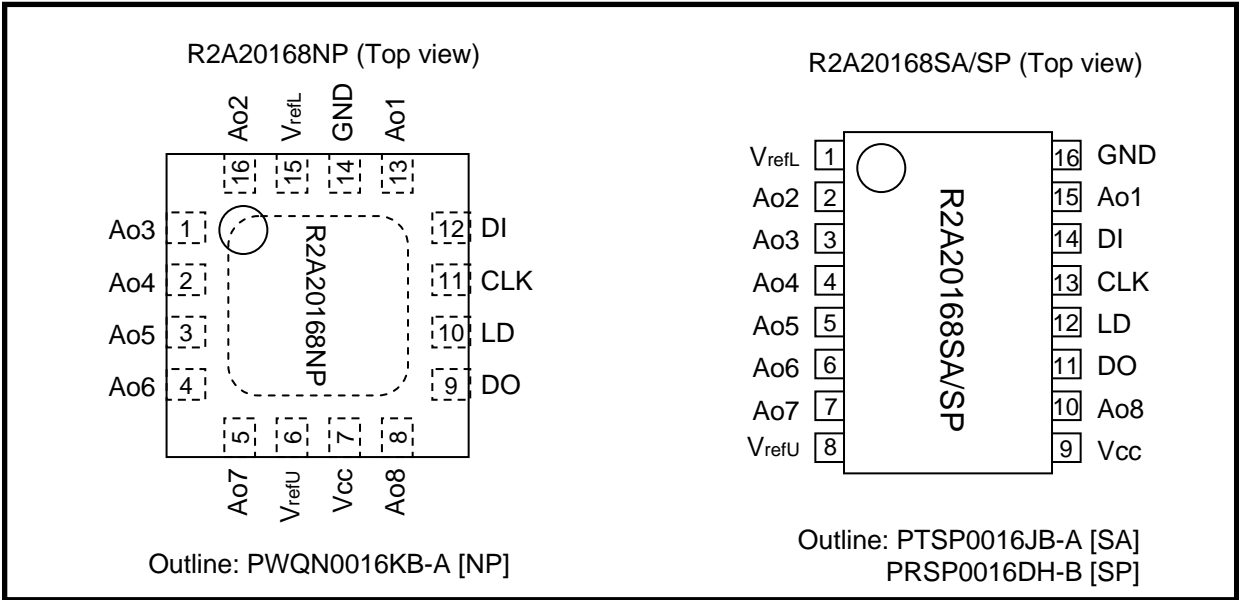 R2A20168NP (Top view)
Ao2 VrefL GND Ao1
16 15 14 13
Ao3 1 12 DI
Ao4 2 11 CLK
Ao5 3 10 LD
Ao6 4 9 DO
R2A20168NP
5 6 7 8
Ao7 VrefU Vcc Ao8
Outline: PWQN0016KB-A [NP]
R2A20168SA/SP (Top view)
VrefL 1 16 GND
Ao2 2 15 Ao1
Ao3 3 14 DI
Ao4 4 13 CLK
Ao5 5 12 LD
Ao6 6 11 DO
Ao7 7 10 Ao8
VrefU 8 9 Vcc
R2A20168SA/SP
Outline: PTSP0016JB-A [SA]
PRSP0016DH-B [SP]